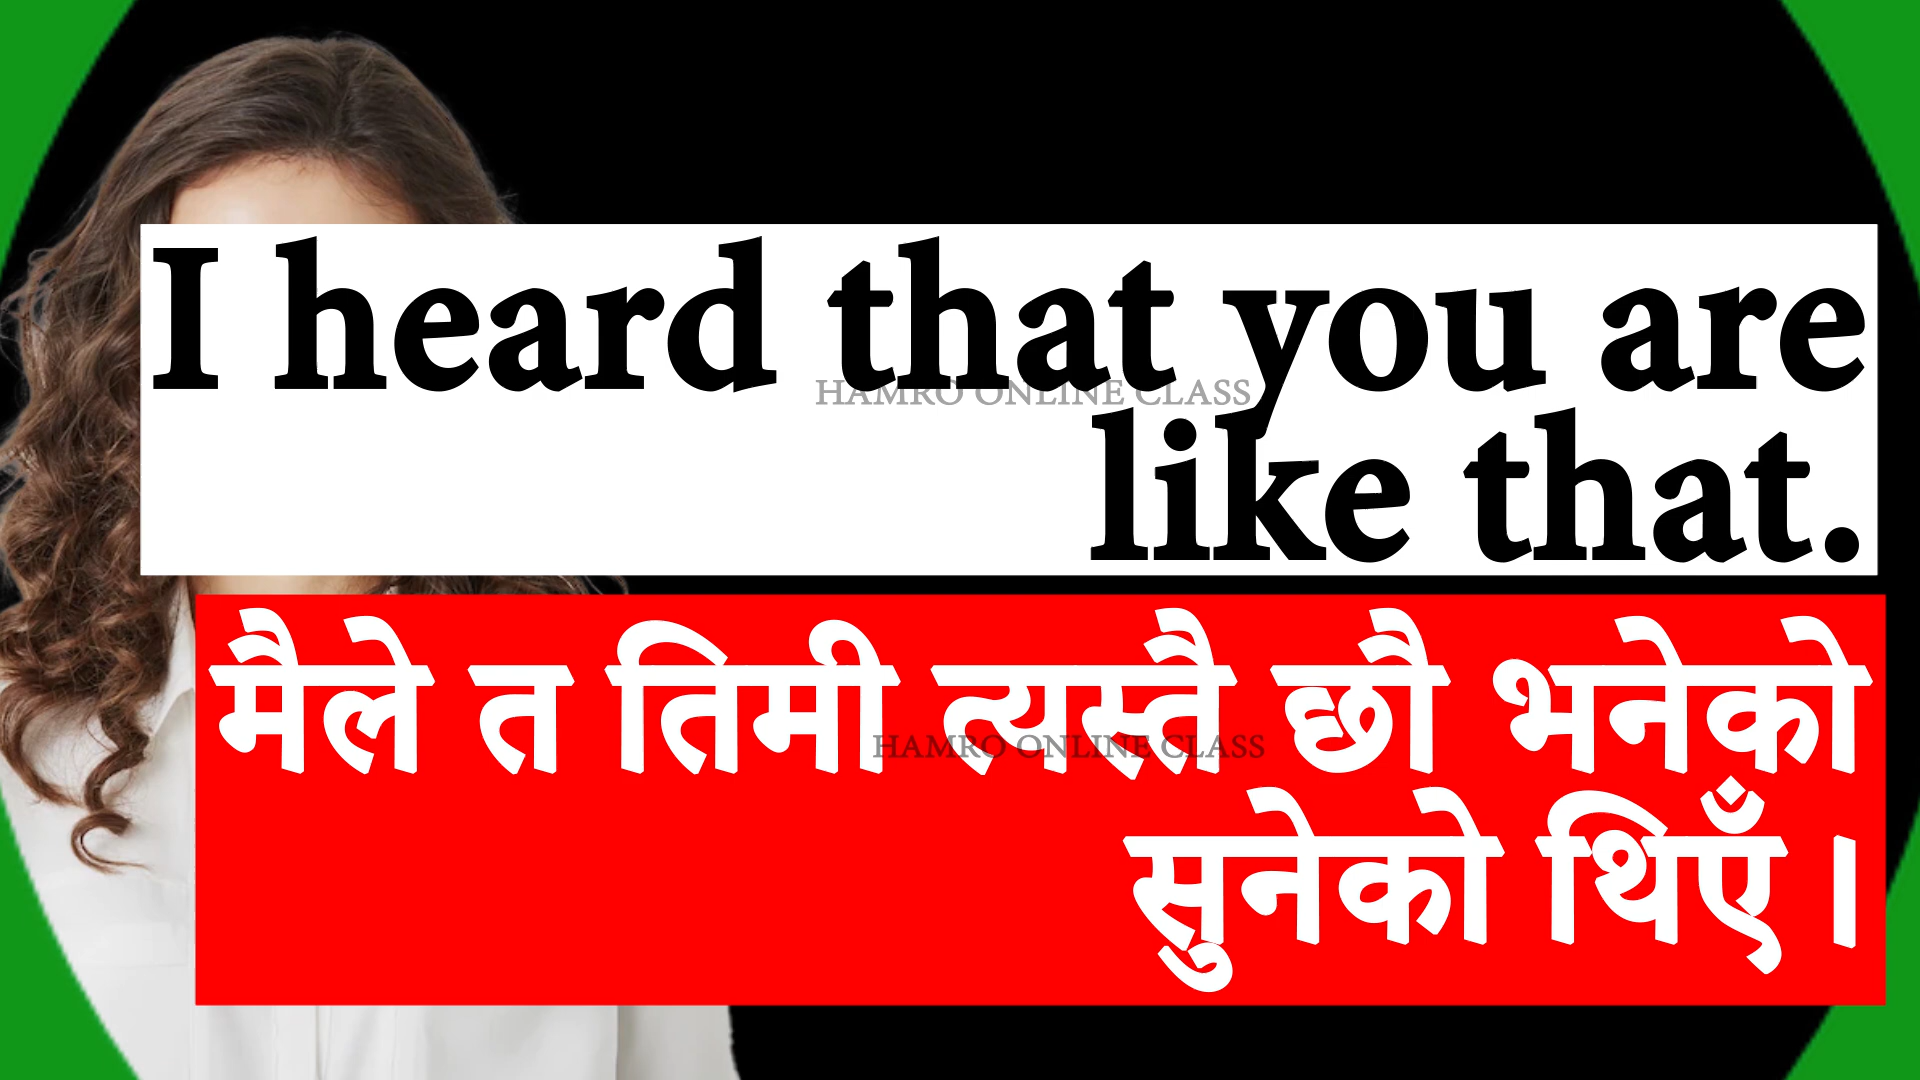 I heard that you are
HAMRO ONLINE CLASS
like that.
मैले त तिमी त्यस्तै छौ भनेको
HAMRO ONLINE CLASS
सुनेको थिएँ ।